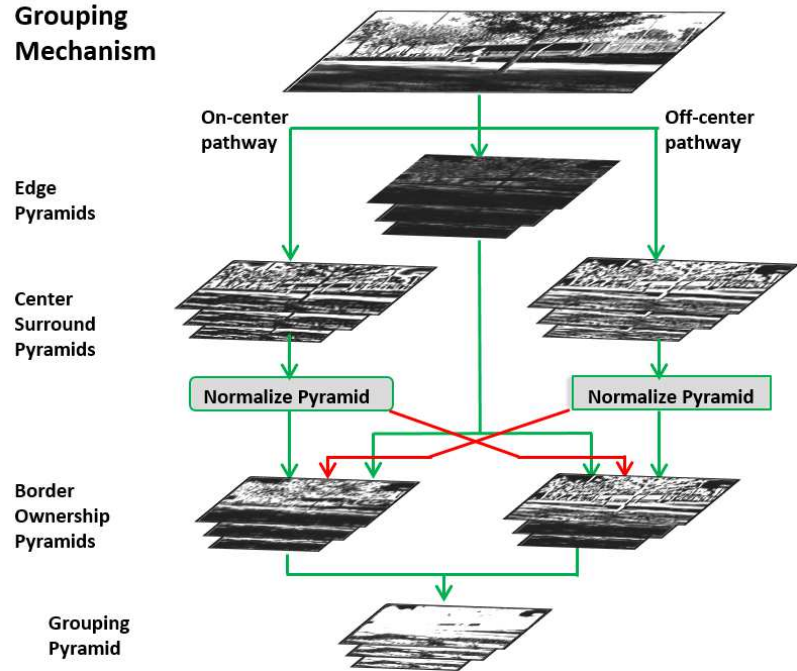 Grouping
Mechanism
On-center
pathway
Off-center
pathway
Edge
Pyramids
Center
Surround
Pyramids
Normalize Pyramid
Normalize Pyramid
Border
Ownership
Pyramids
Grouping
Pyramid